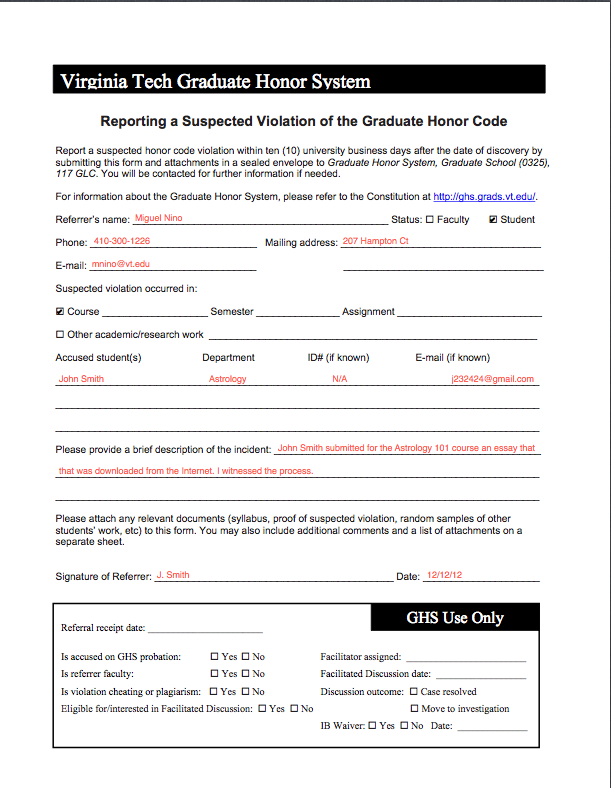 Virginia Tech Graduate Honor System
Reporting a Suspected Violation of the Graduate Honor Code
Report a suspected honor code violation within ten (10) university business days after the date of discovery by
submitting this form and attachments in a sealed envelope to Graduate Honor System, Graduate School (0325),
117 GLC. You will be contacted for further information if needed.
For information about the Graduate Honor System, please refer to the Constitution at http://ghs.grads.vt.edu/.
Referrer's name: Miguel Nino Status: ☐ Faculty ☑ Student
Phone: 410-300-1226 Mailing address: 207 Hampton Ct
E-mail: mnino@vt.edu
Suspected violation occurred in:
☑ Course ____ Semester ____ Assignment ____
☐ Other academic/research work ____
Accused student(s) Department ID# (if known) E-mail (if known)
John Smith Astrology N/A j232424@gmail.com
Please provide a brief description of the incident: John Smith submitted for the Astrology 101 course an essay that
that was downloaded from the Internet. I witnessed the process.
Please attach any relevant documents (syllabus, proof of suspected violation, random samples of other
students' work, etc) to this form. You may also include additional comments and a list of attachments on a
separate sheet.
Signature of Referrer: J. Smith Date: 12/12/12
GHS Use Only
Referral receipt date: ____
Is accused on GHS probation: ☐ Yes ☐ No Facilitator assigned: ____
Is referrer faculty: ☐ Yes ☐ No Facilitated Discussion date: ____
Is violation cheating or plagiarism: ☐ Yes ☐ No Discussion outcome: ☐ Case resolved
Eligible for/interested in Facilitated Discussion: ☐ Yes ☐ No ☐ Move to investigation
IB Waiver: ☐ Yes ☐ No Date: ____